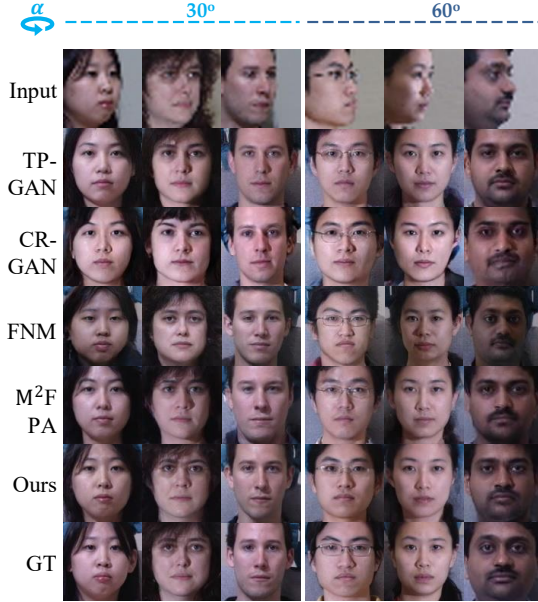 α 30° 60°
Input
TP-
GAN
CR-
GAN
FNM
M²F
PA
Ours
GT